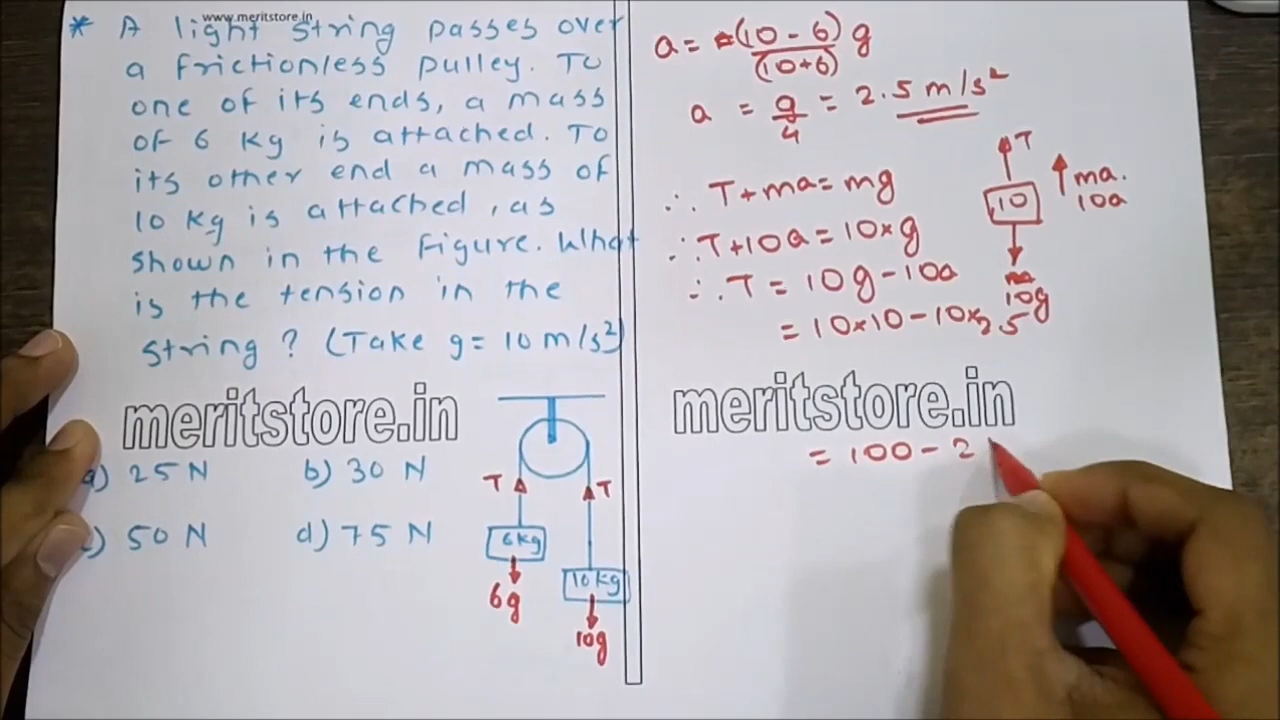 www.meritstore.in
* A light string passes over
a frictionless pulley. To
one of its ends, a mass
of 6 Kg is attached. To
its other end a mass of
10 Kg is attached, as
shown in the figure. What
is the tension in the
string? (Take g = 10 m/s²)
meritstore.in
a) 25 N b) 30 N
c) 50 N d) 75 N
T T
6kg
10kg
6g
10g
a = (10 - 6) g
(10+6)
a = g/4 = 2.5 m/s²
∴ T + ma = mg
∴ T + 10a = 10×g
∴ T = 10g - 10a
= 10×10 - 10×2.5
T
10
ma.
10a
10g
meritstore.in
= 100 - 2